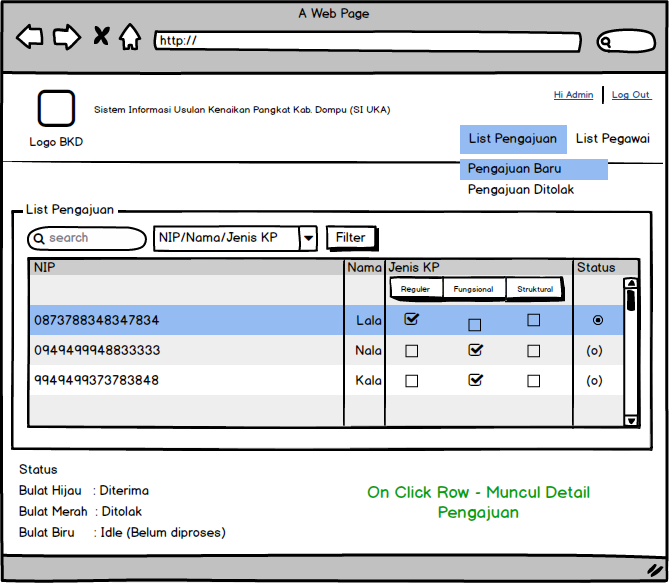 A Web Page
http://
Hi Admin
Log Out
Sistem Informasi Usulan Kenaikan Pangkat Kab. Dompu (SI UKA)
Logo BKD
List Pengajuan
List Pegawai
Pengajuan Baru
Pengajuan Ditolak
List Pengajuan
search
NIP/Nama/Jenis KP
Filter
NIP Nama Jenis KP Status
Reguler Fungsional Struktural
0873788348347834 Lala
0949499948833333 Nala (o)
9949499373783848 Kala (o)
Status
Bulat Hijau : Diterima
Bulat Merah : Ditolak
Bulat Biru : Idle (Belum diproses)
On Click Row - Muncul Detail
Pengajuan